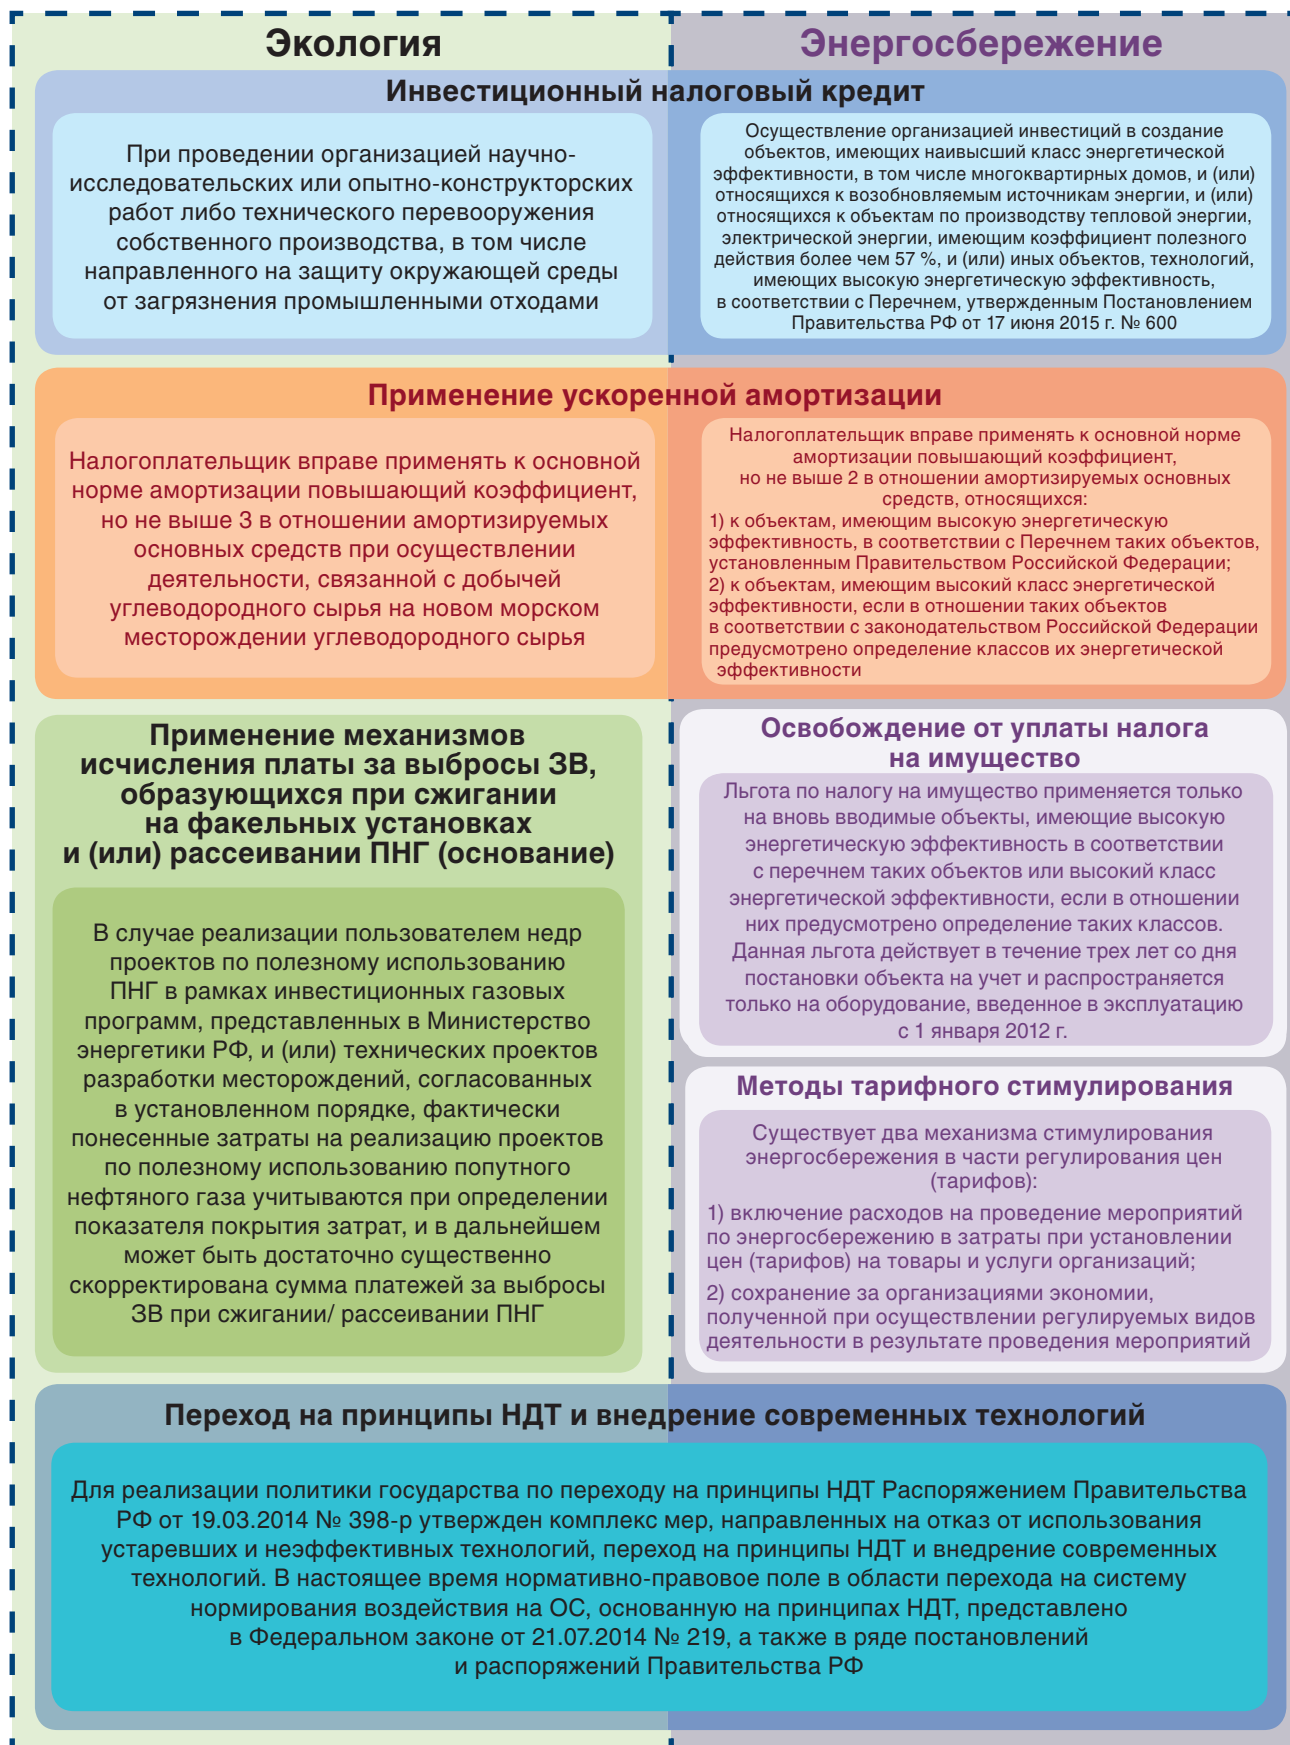 Экология
Энергосбережение
Инвестиционный налоговый кредит
При проведении организацией научно-
исследовательских или опытно-конструкторских
работ либо технического перевооружения
собственного производства, в том числе
направленного на защиту окружающей среды
от загрязнения промышленными отходами
Осуществление организацией инвестиций в создание
объектов, имеющих наивысший класс энергетической
эффективности, в том числе многоквартирных домов, и (или)
относящихся к возобновляемым источникам энергии, и (или)
относящихся к объектам по производству тепловой энергии,
электрической энергии, имеющим коэффициент полезного
действия более чем 57 %, и (или) иных объектов, технологий,
имеющих высокую энергетическую эффективность,
в соответствии с Перечнем, утвержденным Постановлением
Правительства РФ от 17 июня 2015 г. № 600
Применение ускоренной амортизации
Налогоплательщик вправе применять к основной
норме амортизации повышающий коэффициент,
но не выше 3 в отношении амортизируемых
основных средств при осуществлении
деятельности, связанной с добычей
углеводородного сырья на новом морском
месторождении углеводородного сырья
Налогоплательщик вправе применять к основной норме
амортизации повышающий коэффициент,
но не выше 2 в отношении амортизируемых основных
средств, относящихся:
1) к объектам, имеющим высокую энергетическую
эффективность, в соответствии с Перечнем таких объектов,
установленным Правительством Российской Федерации;
2) к объектам, имеющим высокий класс энергетической
эффективности, если в отношении таких объектов
в соответствии с законодательством Российской Федерации
предусмотрено определение классов их энергетической
эффективности
Применение механизмов
исчисления платы за выбросы ЗВ,
образующихся при сжигании
на факельных установках
и (или) рассеивании ПНГ (основание)
В случае реализации пользователем недр
проектов по полезному использованию
ПНГ в рамках инвестиционных газовых
программ, представленных в Министерство
энергетики РФ, и (или) технических проектов
разработки месторождений, согласованных
в установленном порядке, фактически
понесенные затраты на реализацию проектов
по полезному использованию попутного
нефтяного газа учитываются при определении
показателя покрытия затрат, и в дальнейшем
может быть достаточно существенно
скорректирована сумма платежей за выбросы
ЗВ при сжигании/ рассеивании ПНГ
Освобождение от уплаты налога
на имущество
Льгота по налогу на имущество применяется только
на вновь вводимые объекты, имеющие высокую
энергетическую эффективность в соответствии
с перечнем таких объектов или высокий класс
энергетической эффективности, если в отношении
них предусмотрено определение таких классов.
Данная льгота действует в течение трех лет со дня
постановки объекта на учет и распространяется
только на оборудование, введенное в эксплуатацию
с 1 января 2012 г.
Методы тарифного стимулирования
Существует два механизма стимулирования
энергосбережения в части регулирования цен
(тарифов):
1) включение расходов на проведение мероприятий
по энергосбережению в затраты при установлении
цен (тарифов) на товары и услуги организаций;
2) сохранение за организациями экономии,
полученной при осуществлении регулируемых видов
деятельности в результате проведения мероприятий
Переход на принципы НДТ и внедрение современных технологий
Для реализации политики государства по переходу на принципы НДТ Распоряжением Правительства
РФ от 19.03.2014 № 398-р утвержден комплекс мер, направленных на отказ от использования
устаревших и неэффективных технологий, переход на принципы НДТ и внедрение современных
технологий. В настоящее время нормативно-правовое поле в области перехода на систему
нормирования воздействия на ОС, основанную на принципах НДТ, представлено
в Федеральном законе от 21.07.2014 № 219, а также в ряде постановлений
и распоряжений Правительства РФ